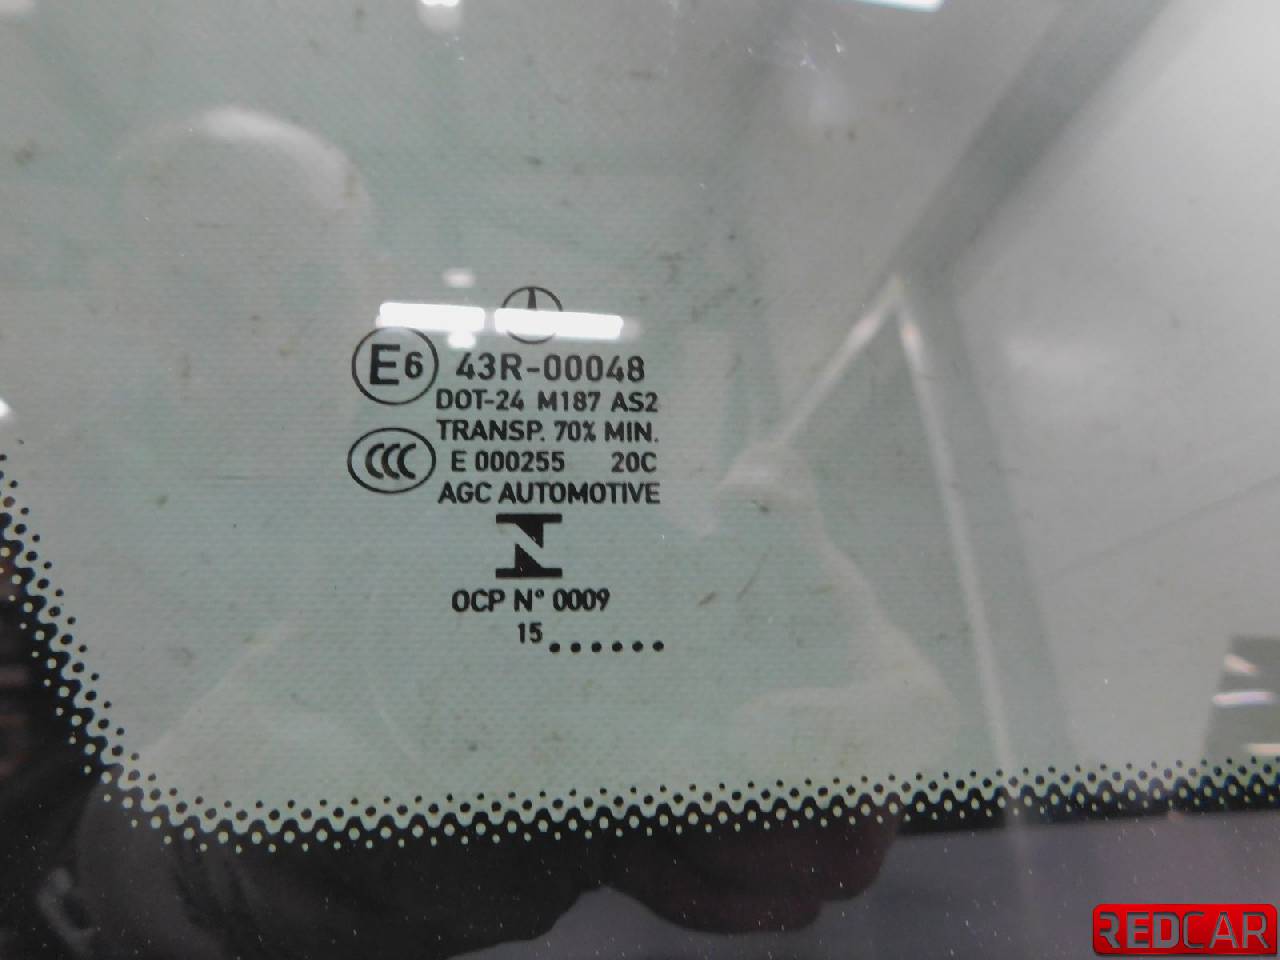 E6 43R-00048
DOT-24 M187 AS2
TRANSP. 70% MIN.
CCC E 000255 20C
AGC AUTOMOTIVE
OCP N° 0009
15......
REDCAR